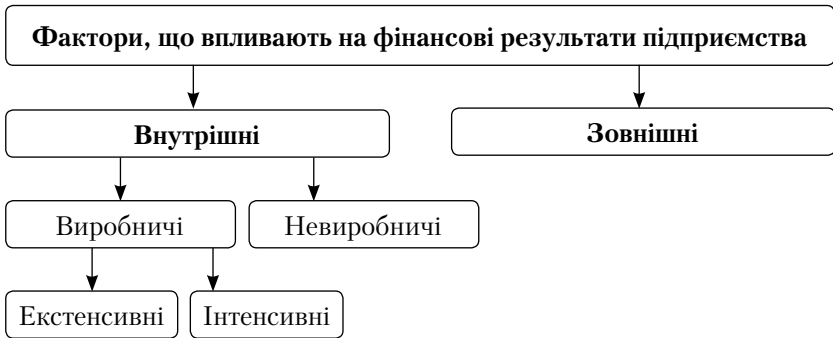 Фактори, що впливають на фінансові результати підприємства
Внутрішні
Зовнішні
Виробничі
Невиробничі
Екстенсивні
Інтенсивні